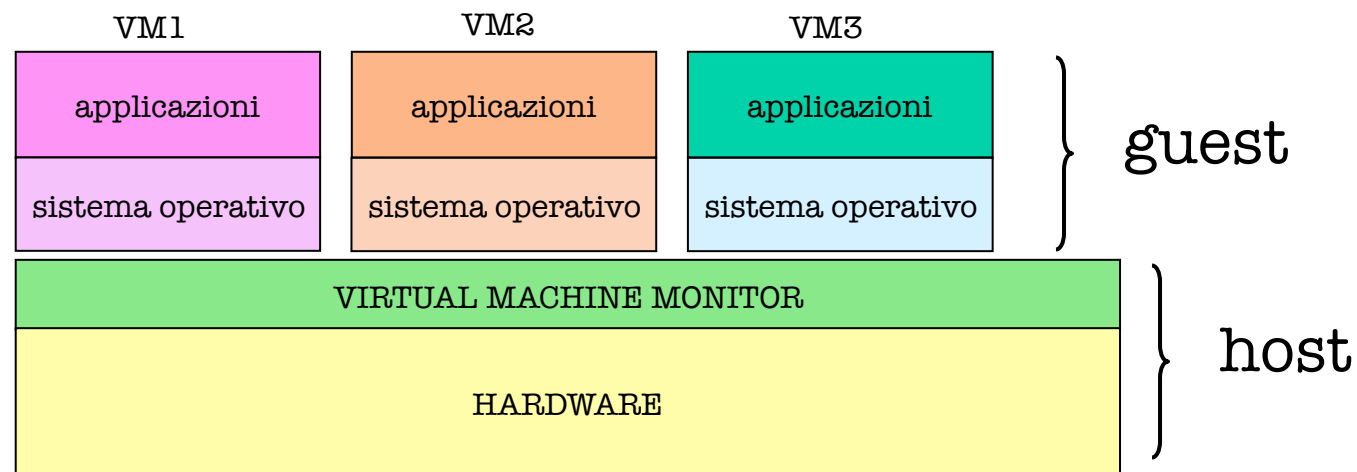 VM1 VM2 VM3
applicazioni applicazioni applicazioni
guest
sistema operativo sistema operativo sistema operativo
VIRTUAL MACHINE MONITOR
host
HARDWARE